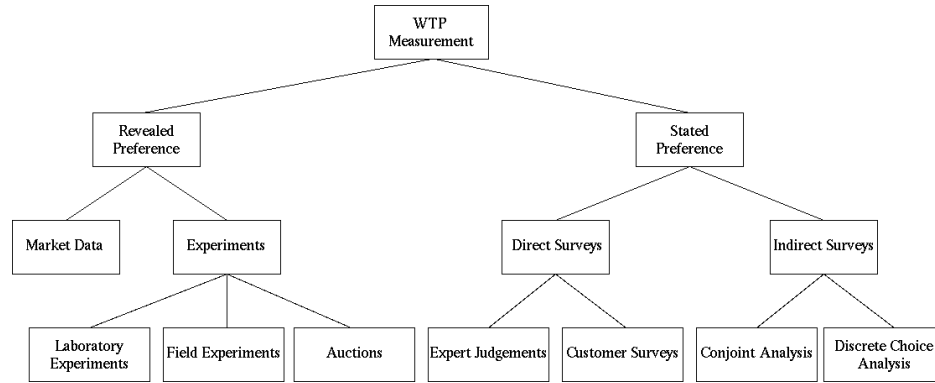 WTP
Measurement
Revealed
Preference
Stated
Preference
Market Data
Experiments
Direct Surveys
Indirect Surveys
Laboratory
Experiments
Field Experiments
Auctions
Expert Judgements
Customer Surveys
Conjoint Analysis
Discrete Choice
Analysis